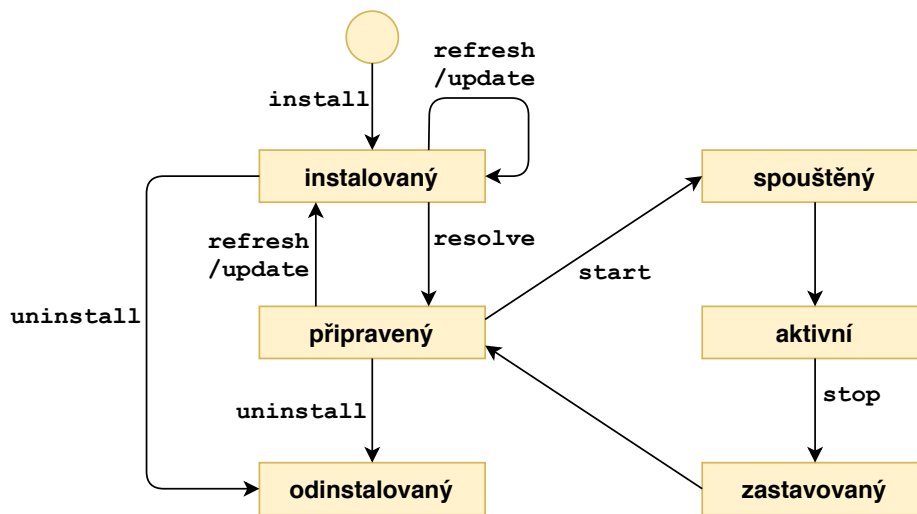 refresh
/update
install
instalovaný
spouštěný
refresh
/update
resolve
start
uninstall
připravený
aktivní
uninstall
stop
odinstalovaný
zastavovaný